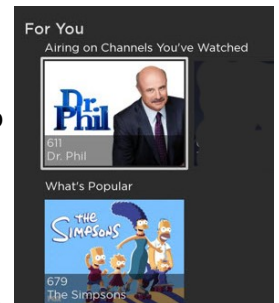 For You
Airing on Channels You've Watched
Dr.
Phil
611
Dr. Phil
What's Popular
THE
SIMPSONS
679
The Simpsons